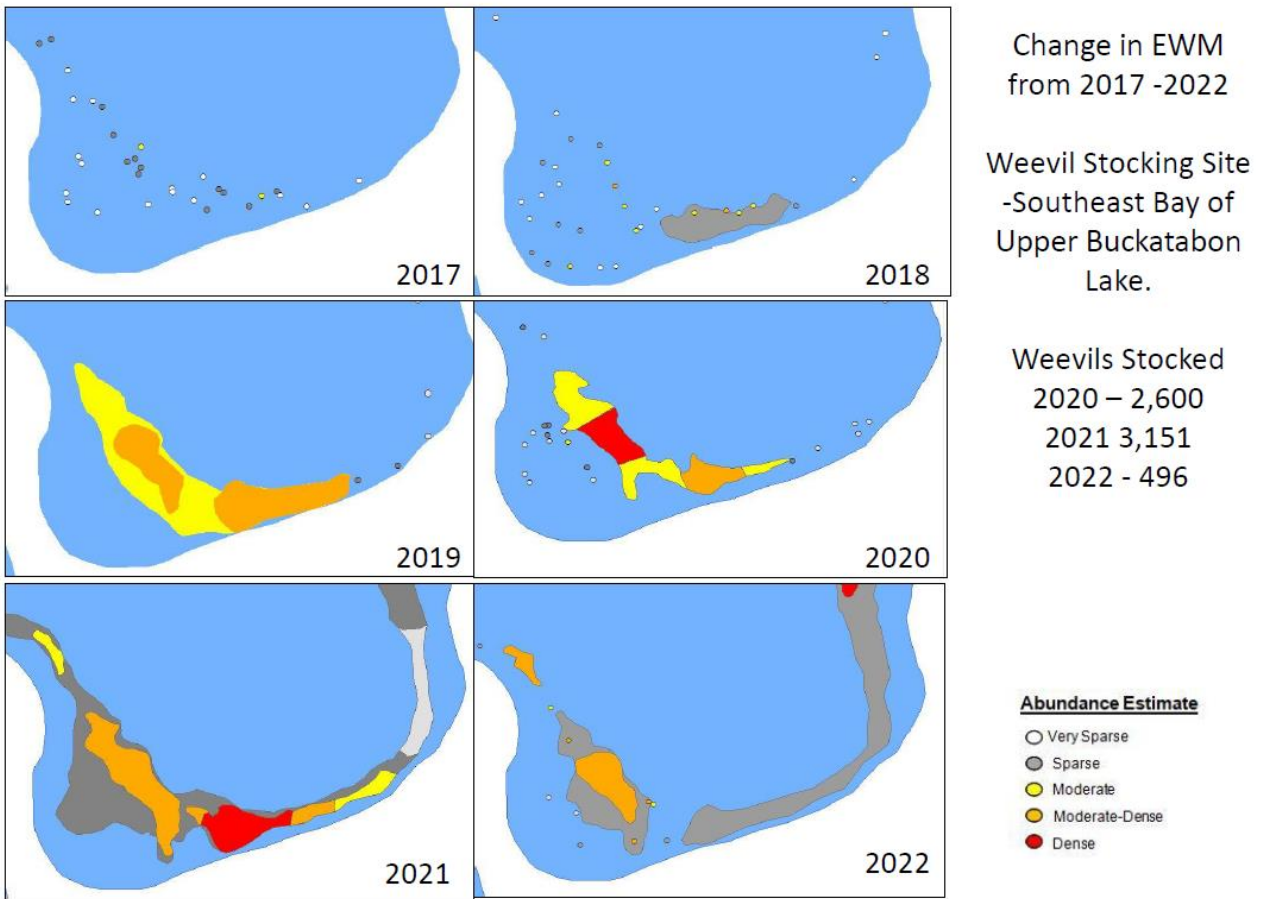 2017
2018
2019
2020
2021
2022
Change in EWM
from 2017 -2022
Weevil Stocking Site
-Southeast Bay of
Upper Buckatabon
Lake.
Weevils Stocked
2020 – 2,600
2021 3,151
2022 - 496
Abundance Estimate
Very Sparse
Sparse
Moderate
Moderate-Dense
Dense